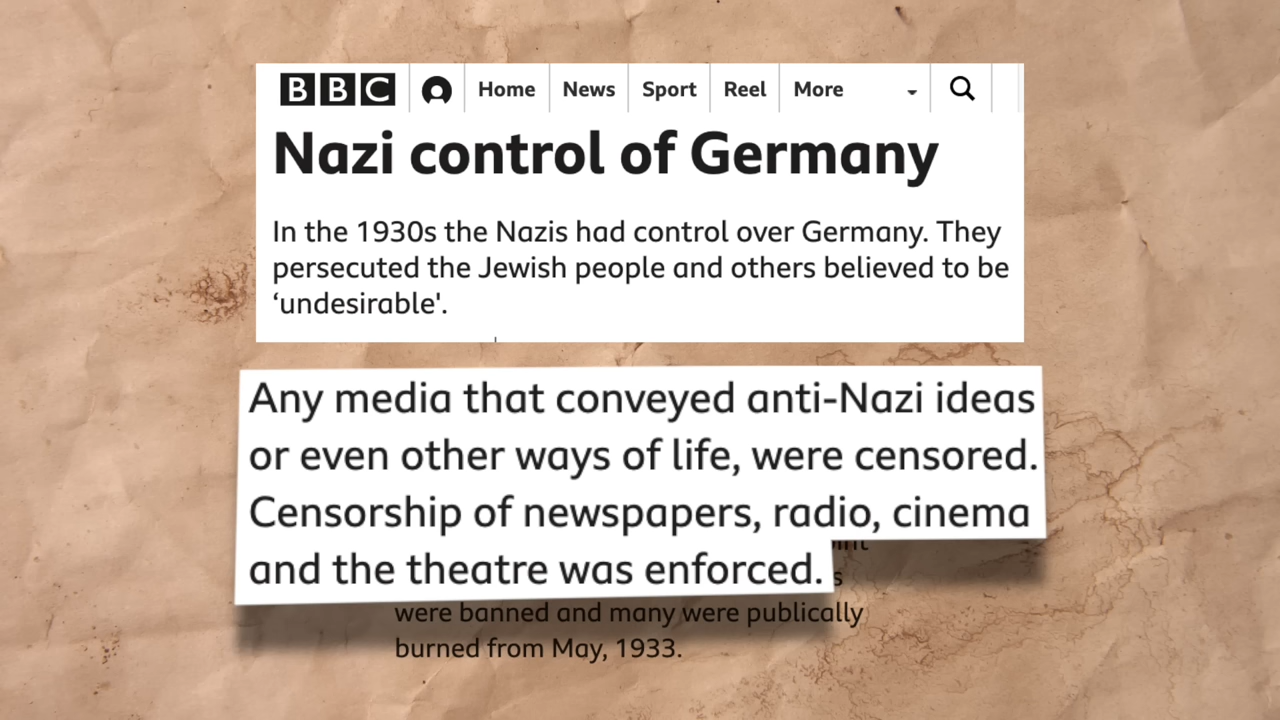 BBC Home News Sport Reel More
Nazi control of Germany
In the 1930s the Nazis had control over Germany. They
persecuted the Jewish people and others believed to be
‘undesirable'.
Any media that conveyed anti-Nazi ideas
or even other ways of life, were censored.
Censorship of newspapers, radio, cinema
and the theatre was enforced.
were banned and many were publically
burned from May, 1933.